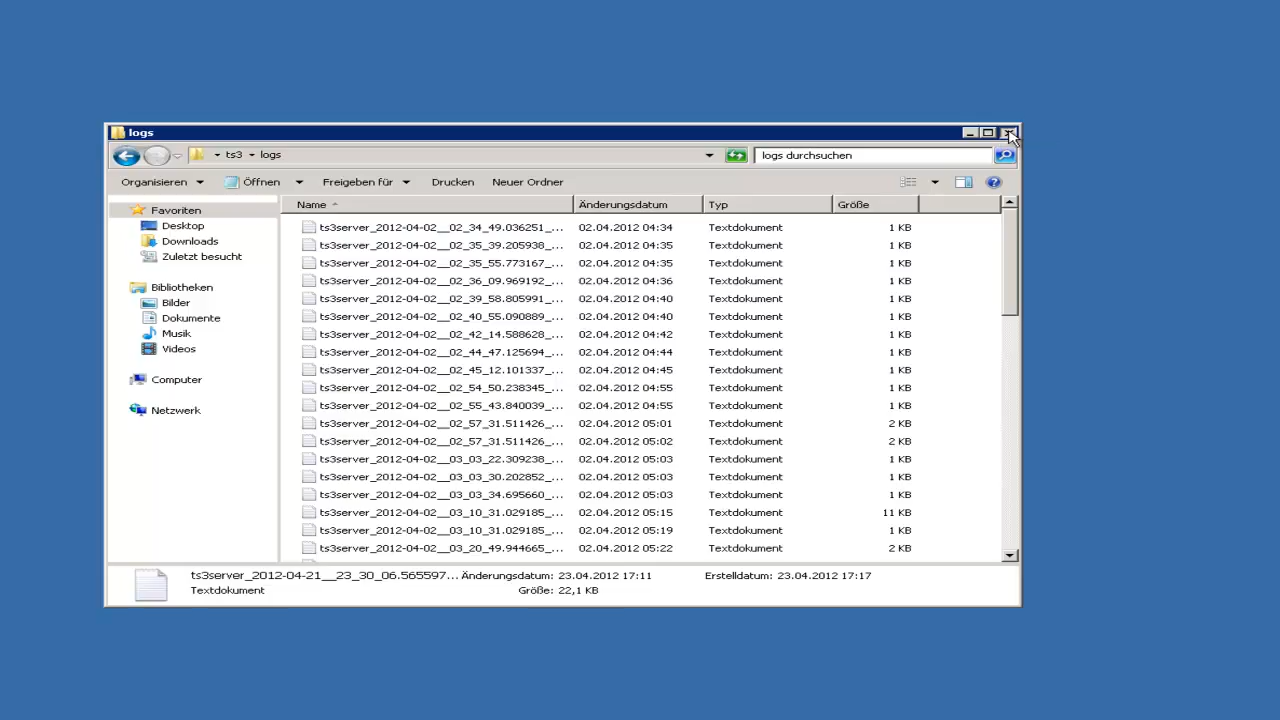 logs
ts3 logs
logs durchsuchen
Organisieren Öffnen Freigeben für Drucken Neuer Ordner
Name Änderungsdatum Typ Größe
Favoriten
Desktop
Downloads
Zuletzt besucht
Bibliotheken
Bilder
Dokumente
Musik
Videos
Computer
Netzwerk
ts3server_2012-04-02__02_34_49.036251_... 02.04.2012 04:34 Textdokument 1 KB
ts3server_2012-04-02__02_35_39.205938_... 02.04.2012 04:35 Textdokument 1 KB
ts3server_2012-04-02__02_35_55.773167_... 02.04.2012 04:35 Textdokument 1 KB
ts3server_2012-04-02__02_36_09.969192_... 02.04.2012 04:36 Textdokument 1 KB
ts3server_2012-04-02__02_39_58.805991_... 02.04.2012 04:40 Textdokument 1 KB
ts3server_2012-04-02__02_40_55.090889_... 02.04.2012 04:40 Textdokument 1 KB
ts3server_2012-04-02__02_42_14.588628_... 02.04.2012 04:42 Textdokument 1 KB
ts3server_2012-04-02__02_44_47.125694_... 02.04.2012 04:44 Textdokument 1 KB
ts3server_2012-04-02__02_45_12.101337_... 02.04.2012 04:45 Textdokument 1 KB
ts3server_2012-04-02__02_54_50.238345_... 02.04.2012 04:55 Textdokument 1 KB
ts3server_2012-04-02__02_55_43.840039_... 02.04.2012 04:55 Textdokument 1 KB
ts3server_2012-04-02__02_57_31.511426_... 02.04.2012 05:01 Textdokument 2 KB
ts3server_2012-04-02__02_57_31.511426_... 02.04.2012 05:02 Textdokument 2 KB
ts3server_2012-04-02__03_03_22.309238_... 02.04.2012 05:03 Textdokument 1 KB
ts3server_2012-04-02__03_03_30.202852_... 02.04.2012 05:03 Textdokument 1 KB
ts3server_2012-04-02__03_03_34.695660_... 02.04.2012 05:03 Textdokument 1 KB
ts3server_2012-04-02__03_10_31.029185_... 02.04.2012 05:15 Textdokument 11 KB
ts3server_2012-04-02__03_10_31.029185_... 02.04.2012 05:19 Textdokument 1 KB
ts3server_2012-04-02__03_20_49.944665_... 02.04.2012 05:22 Textdokument 2 KB
ts3server_2012-04-21__23_30_06.565597... Änderungsdatum: 23.04.2012 17:11 Erstelldatum: 23.04.2012 17:17
Textdokument Größe: 22,1 KB